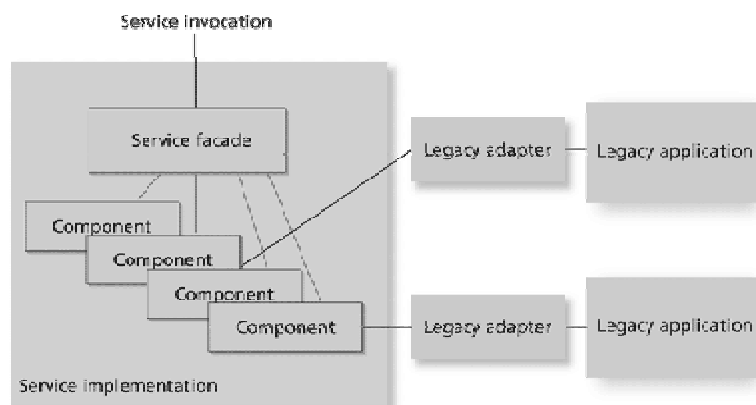 Service invocation
Service facade
Legacy adapter
Legacy application
Component
Component
Component
Component
Legacy adapter
Legacy application
Service implementation